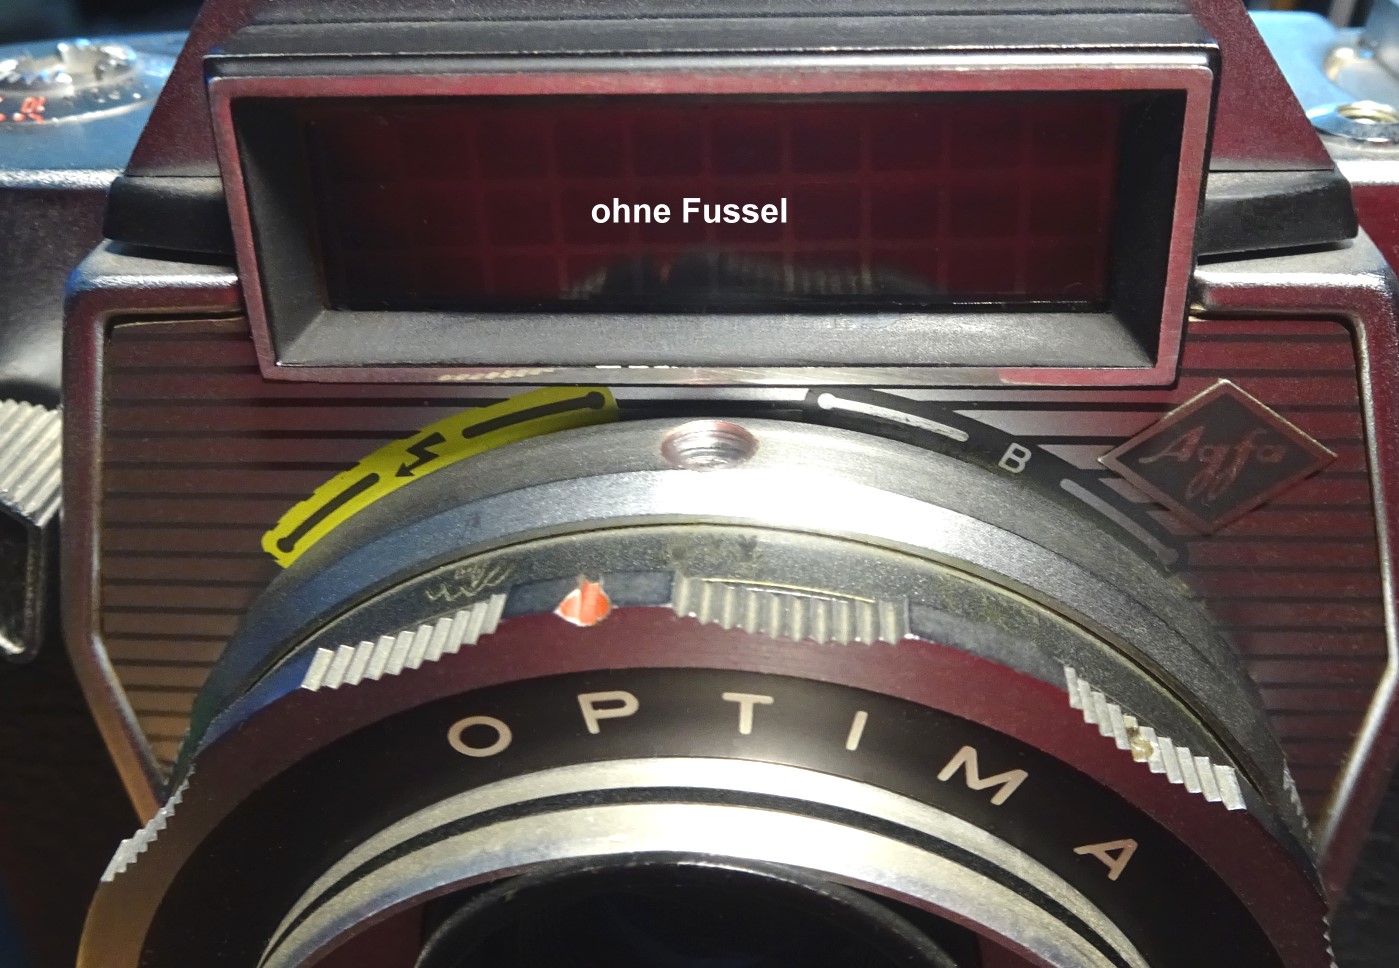 ohne Fussel
B
Agfa
OPTIMA